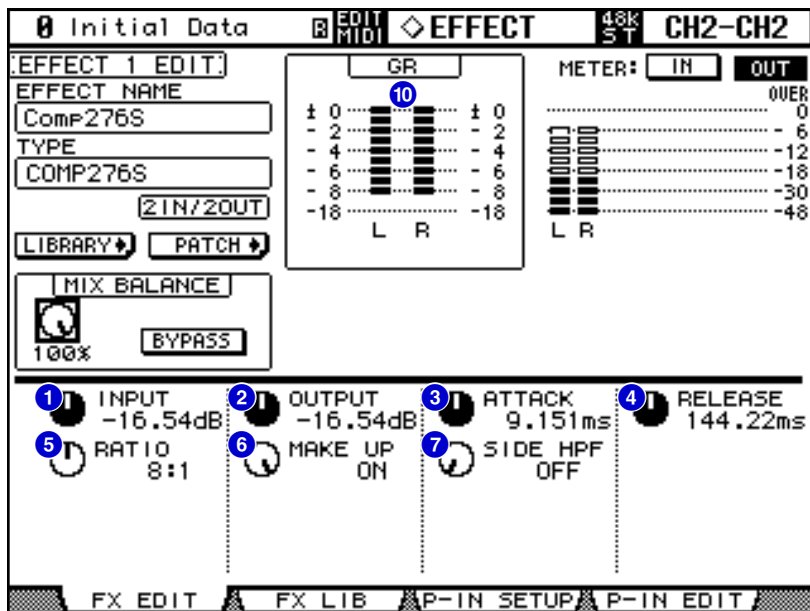 0 Initial Data R EDIT MIDI ◇EFFECT 48K ST CH2-CH2
EFFECT 1 EDIT
EFFECT NAME
Comp276S
TYPE
COMP276S
2IN/2OUT
LIBRARY PATCH
MIX BALANCE
100% BYPASS
GR
10
± 0 ± 0
- 2 - 2
- 4 - 4
- 6 - 6
- 8 - 8
-18 -18
L R
METER: IN OUT
OVER
0
- 6
-12
-18
-30
-48
L R
1 INPUT
-16.54dB
2 OUTPUT
-16.54dB
3 ATTACK
9.151ms
4 RELEASE
144.22ms
5 RATIO
8:1
6 MAKE UP
ON
7 SIDE HPF
OFF
FX EDIT FX LIB P-IN SETUP P-IN EDIT